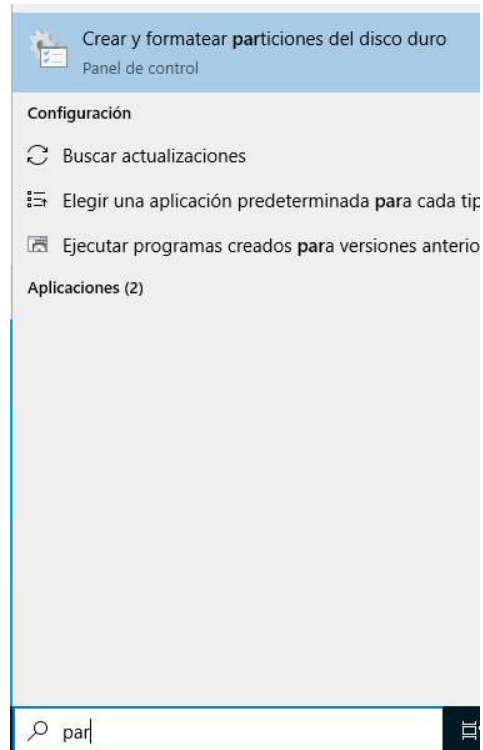 Crear y formatear particiones del disco duro
Panel de control
Configuración
Buscar actualizaciones
Elegir una aplicación predeterminada para cada tip
Ejecutar programas creados para versiones anterio
Aplicaciones (2)
par